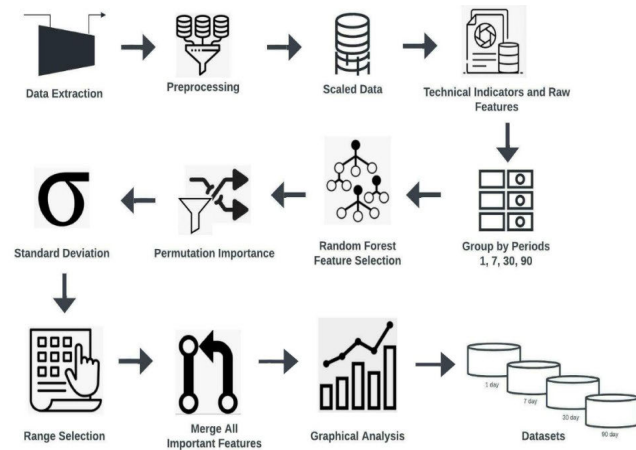 Data Extraction
Preprocessing
Scaled Data
Technical Indicators and Raw
Features
Standard Deviation
Permutation Importance
Random Forest
Feature Selection
Group by Periods
1, 7, 30, 90
Range Selection
Merge All
Important Features
Graphical Analysis
Datasets
1 day
7 day
30 day
90 day
σ